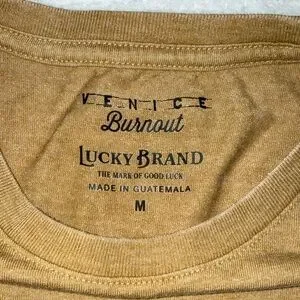 VENICE
Burnout
LUCKY BRAND
THE MARK OF GOOD LUCK
MADE IN GUATEMALA
M